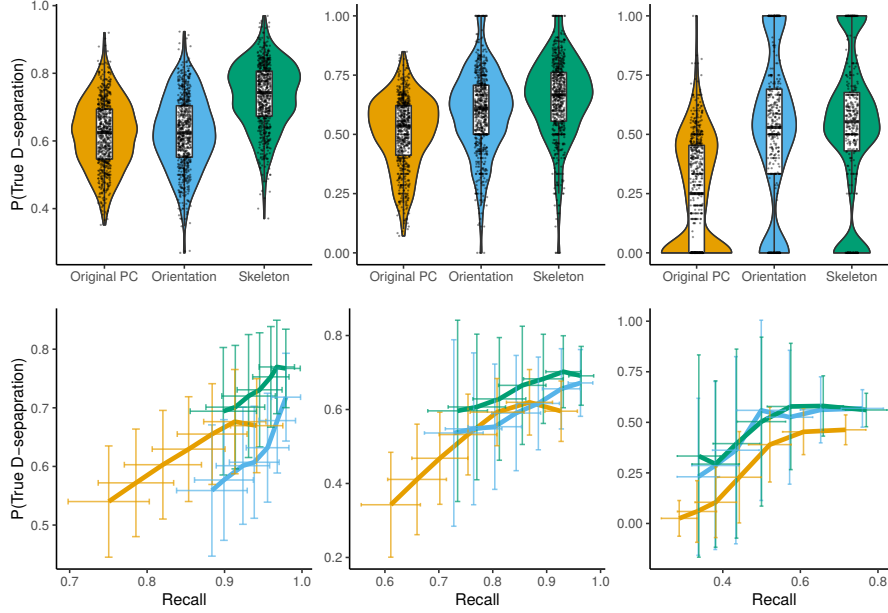 P(True D−separation)
1.0
0.8
0.6
0.4
Original PC Orientation Skeleton
1.00
0.75
0.50
0.25
0.00
Original PC Orientation Skeleton
1.00
0.75
0.50
0.25
0.00
Original PC Orientation Skeleton
P(True D−sepapration)
0.8
0.7
0.6
0.5
0.7 0.8 0.9 1.0
Recall
0.8
0.6
0.4
0.2
0.6 0.7 0.8 0.9 1.0
Recall
1.00
0.75
0.50
0.25
0.00
0.4 0.6 0.8
Recall